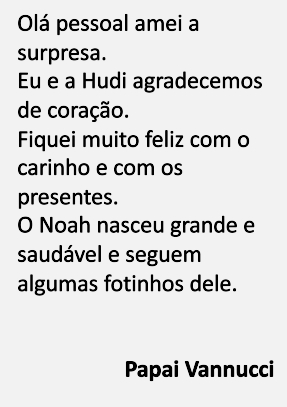 Olá pessoal amei a
surpresa.
Eu e a Hudi agradecemos
de coração.
Fiquei muito feliz com o
carinho e com os
presentes.
O Noah nasceu grande e
saudável e seguem
algumas fotinhos dele.
Papai Vannucci